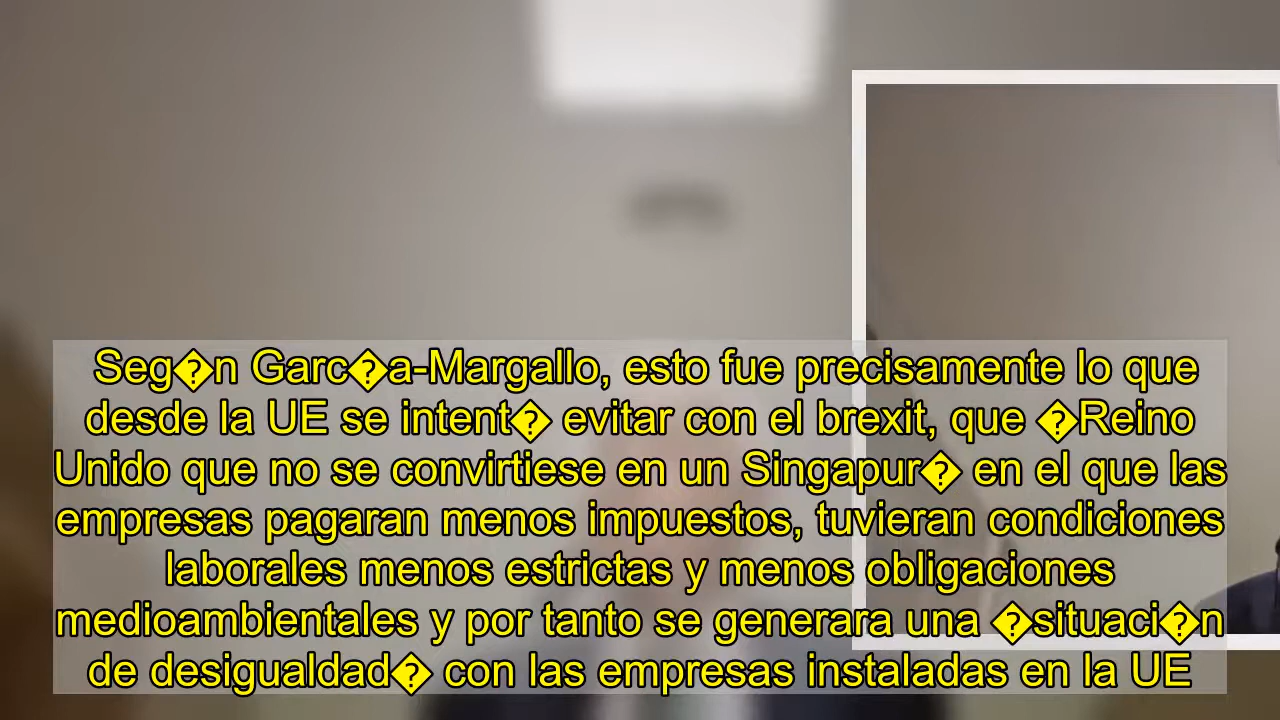 Seg�n Garc�a-Margallo, esto fue precisamente lo que
desde la UE se intent� evitar con el brexit, que �Reino
Unido que no se convirtiese en un Singapur� en el que las
empresas pagaran menos impuestos, tuvieran condiciones
laborales menos estrictas y menos obligaciones
medioambientales y por tanto se generara una �situaci�n
de desigualdad� con las empresas instaladas en la UE